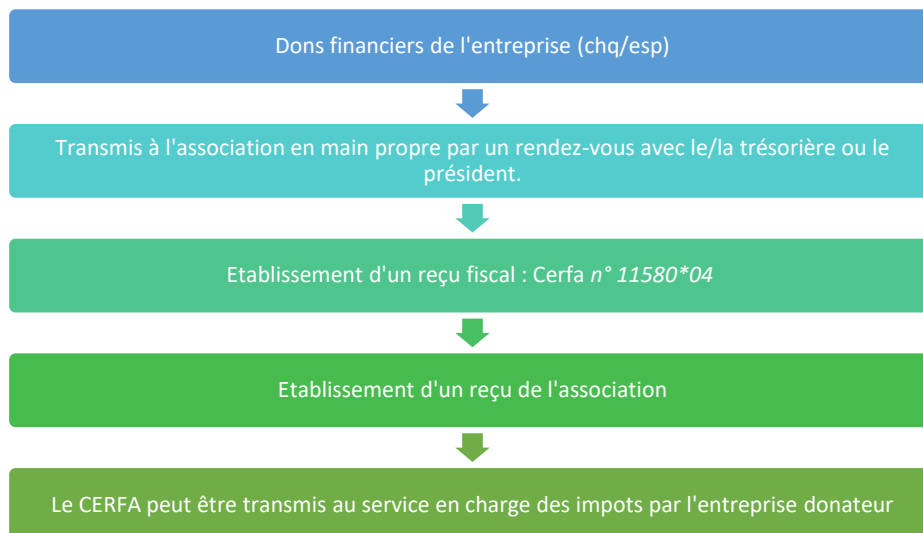 Dons financiers de l'entreprise (chq/esp)
Transmis à l'association en main propre par un rendez-vous avec le/la trésorière ou le
président.
Etablissement d'un reçu fiscal : Cerfa n° 11580*04
Etablissement d'un reçu de l'association
Le CERFA peut être transmis au service en charge des impots par l'entreprise donateur